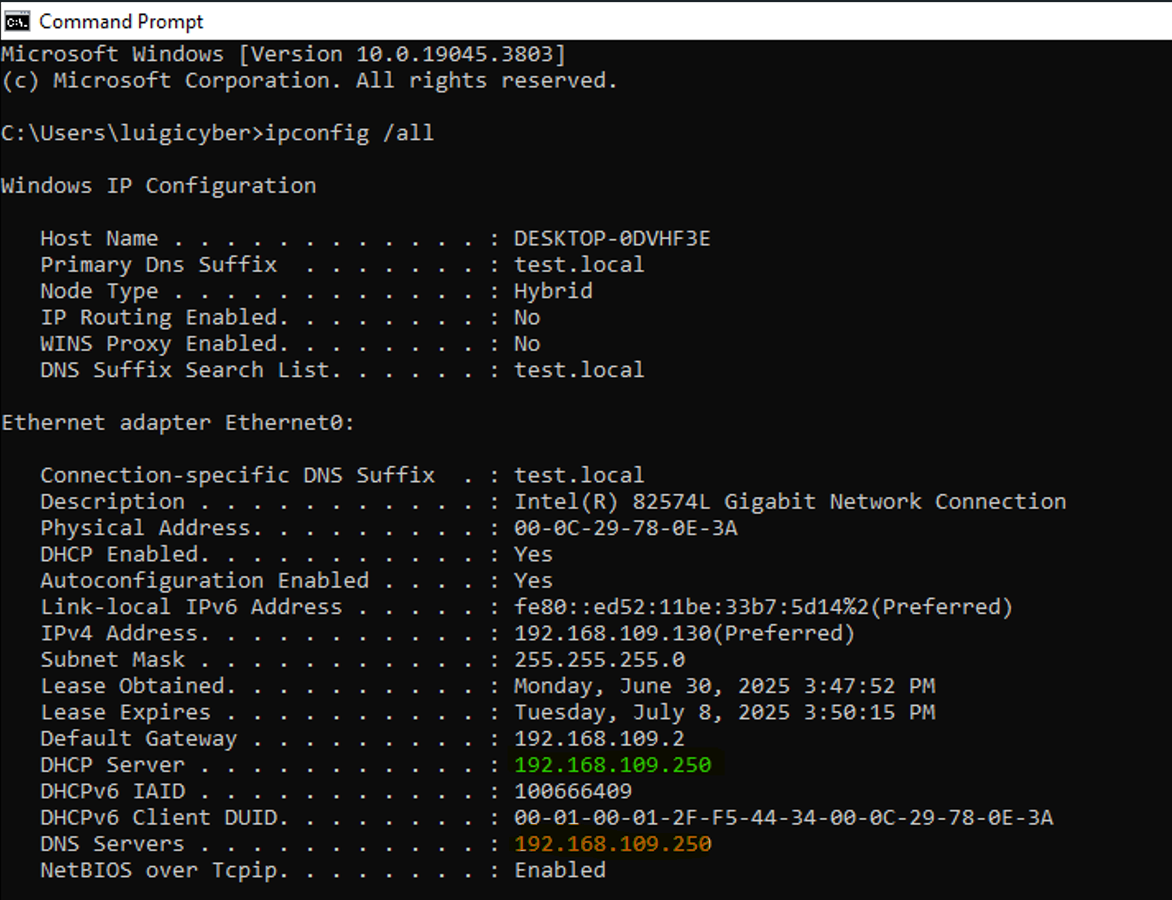 Command Prompt
Microsoft Windows [Version 10.0.19045.3803]
(c) Microsoft Corporation. All rights reserved.
C:\Users\luigicyber>ipconfig /all
Windows IP Configuration
Host Name . . . . . . . . . . . . : DESKTOP-0DVHF3E
Primary Dns Suffix  . . . . . . . : test.local
Node Type . . . . . . . . . . . . : Hybrid
IP Routing Enabled. . . . . . . . : No
WINS Proxy Enabled. . . . . . . . : No
DNS Suffix Search List. . . . . . : test.local
Ethernet adapter Ethernet0:
Connection-specific DNS Suffix  . : test.local
Description . . . . . . . . . . . : Intel(R) 82574L Gigabit Network Connection
Physical Address. . . . . . . . . : 00-0C-29-78-0E-3A
DHCP Enabled. . . . . . . . . . . : Yes
Autoconfiguration Enabled . . . . : Yes
Link-local IPv6 Address . . . . . : fe80::ed52:11be:33b7:5d14%2(Preferred)
IPv4 Address. . . . . . . . . . . : 192.168.109.130(Preferred)
Subnet Mask . . . . . . . . . . . : 255.255.255.0
Lease Obtained. . . . . . . . . . : Monday, June 30, 2025 3:47:52 PM
Lease Expires . . . . . . . . . . : Tuesday, July 8, 2025 3:50:15 PM
Default Gateway . . . . . . . . . : 192.168.109.2
DHCP Server . . . . . . . . . . . : 192.168.109.250
DHCPv6 IAID . . . . . . . . . . . : 100666409
DHCPv6 Client DUID. . . . . . . . : 00-01-00-01-2F-F5-44-34-00-0C-29-78-0E-3A
DNS Servers . . . . . . . . . . . : 192.168.109.250
NetBIOS over Tcpip. . . . . . . . : Enabled